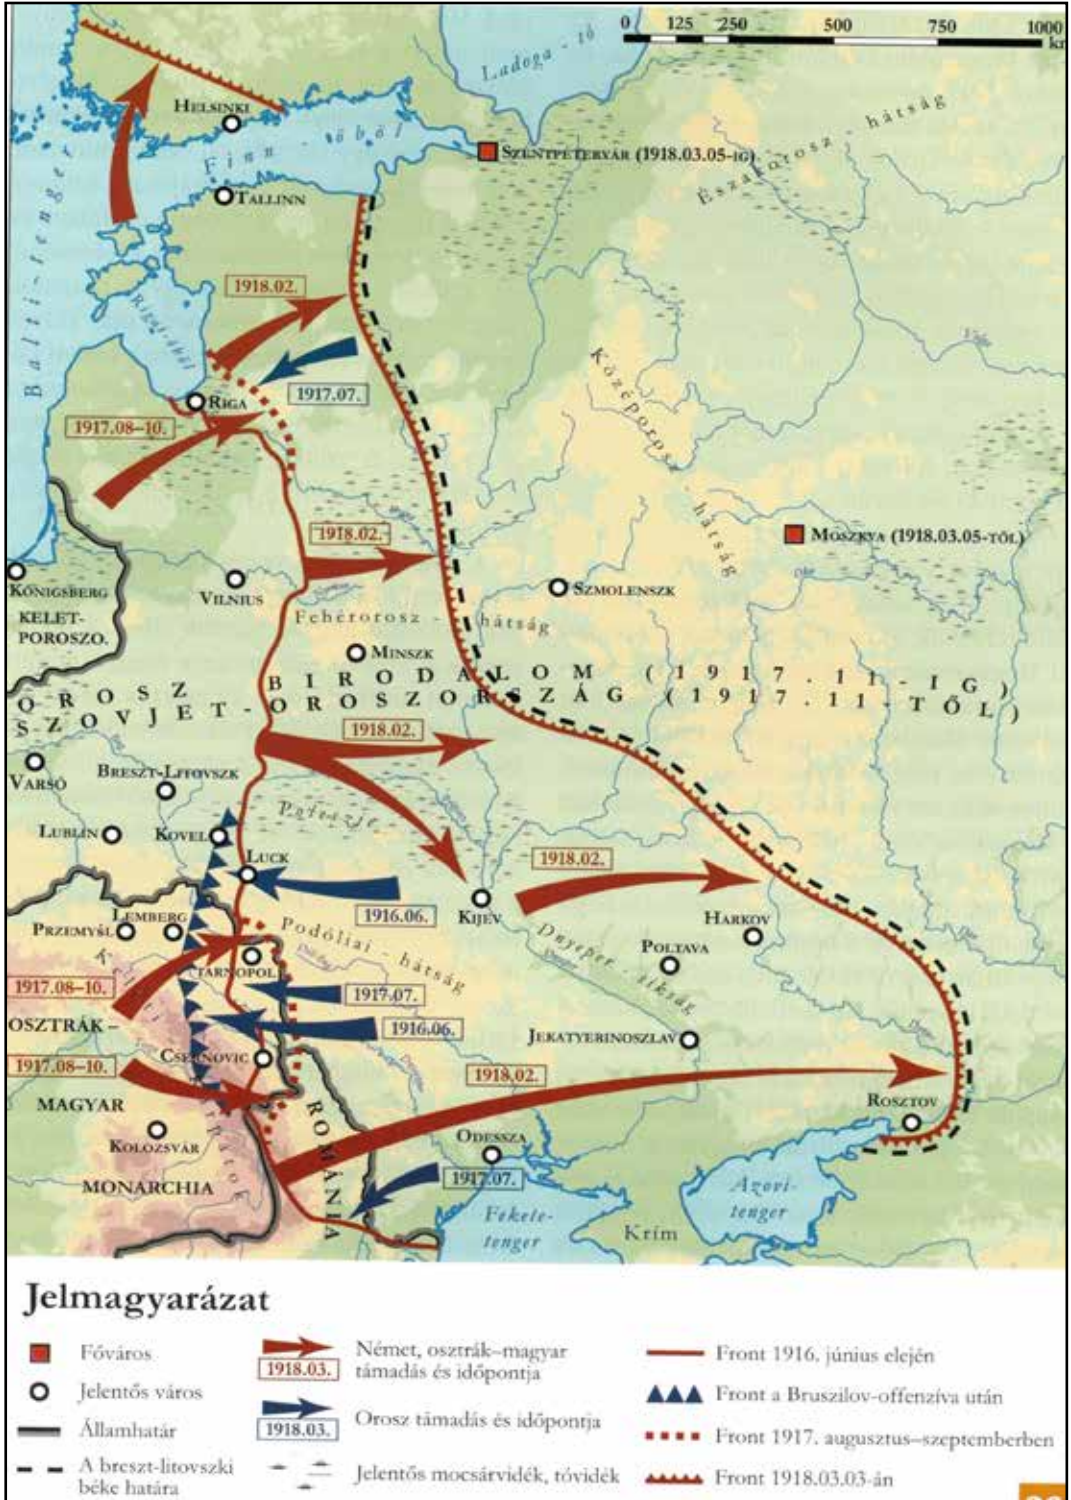 0 125 250 500 750 1000
km
Ladoga - tó
HELSINKI
Finn - öböl
SZENTPÉTERVÁR (1918.03.05-IG)
Északorosz - hátság
TALLINN
Balti-tenger
1918.02.
Rigai-öböl
1917.07.
RIGA
1917.08–10.
Középorosz - hátság
1918.02.
MOSZKVA (1918.03.05-TŐL)
KÖNIGSBERG
VILNIUS
SZMOLENSZK
KELET-
POROSZO.
Fehérorosz - hátság
MINSZK
OROSZ BIRODALOM (1917.11-IG)
SZOVJET-OROSZORSZÁG (1917.11-TŐL)
1918.02.
VARSÓ
BRESZT-LITOVSZK
Poleszje
LUBLIN
KOVEL
LUCK
1918.02.
1916.06.
KIJEV
LEMBERG
PRZEMYŚL
HARKOV
Podóliai - hátság
Dnyeper - síkság
POLTAVA
TARNOPOL
1917.08–10.
1917.07.
OSZTRÁK –
1916.06.
JEKATYERINOSZLAV
CSERNOVIC
1917.08–10.
1918.02.
MAGYAR
ROSZTOV
ROMÁNIA
KOLOZSVÁR
ODESSZA
Keleti
Kárpátok
1917.07.
MONARCHIA
Azovi-
tenger
Fekete-
tenger
Krím
Jelmagyarázat
Főváros
Jelentős város
Államhatár
A breszt-litovszki
béke határa
1918.03.
Német, osztrák–magyar
támadás és időpontja
1918.03.
Orosz támadás és időpontja
Jelentős mocsárvidék, tóvidék
Front 1916. június elején
Front a Bruszilov-offenzíva után
Front 1917. augusztus–szeptemberben
Front 1918.03.03-án